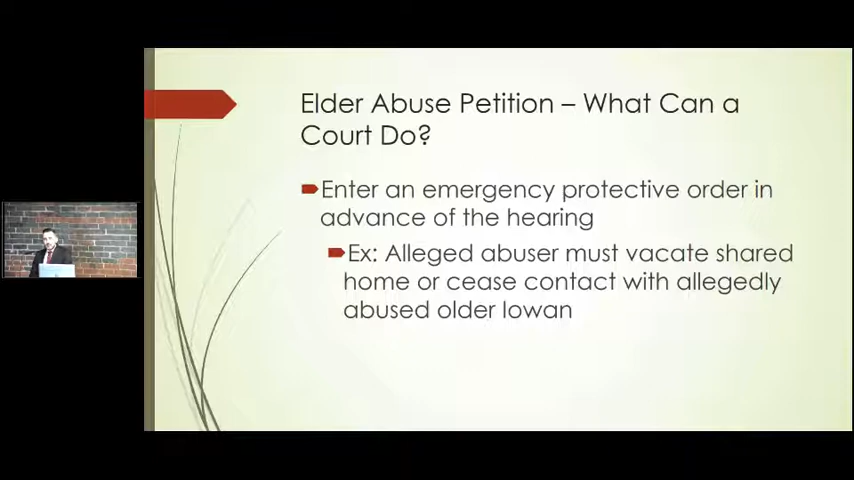 Elder Abuse Petition – What Can a
Court Do?
Enter an emergency protective order in
advance of the hearing
Ex: Alleged abuser must vacate shared
home or cease contact with allegedly
abused older Iowan